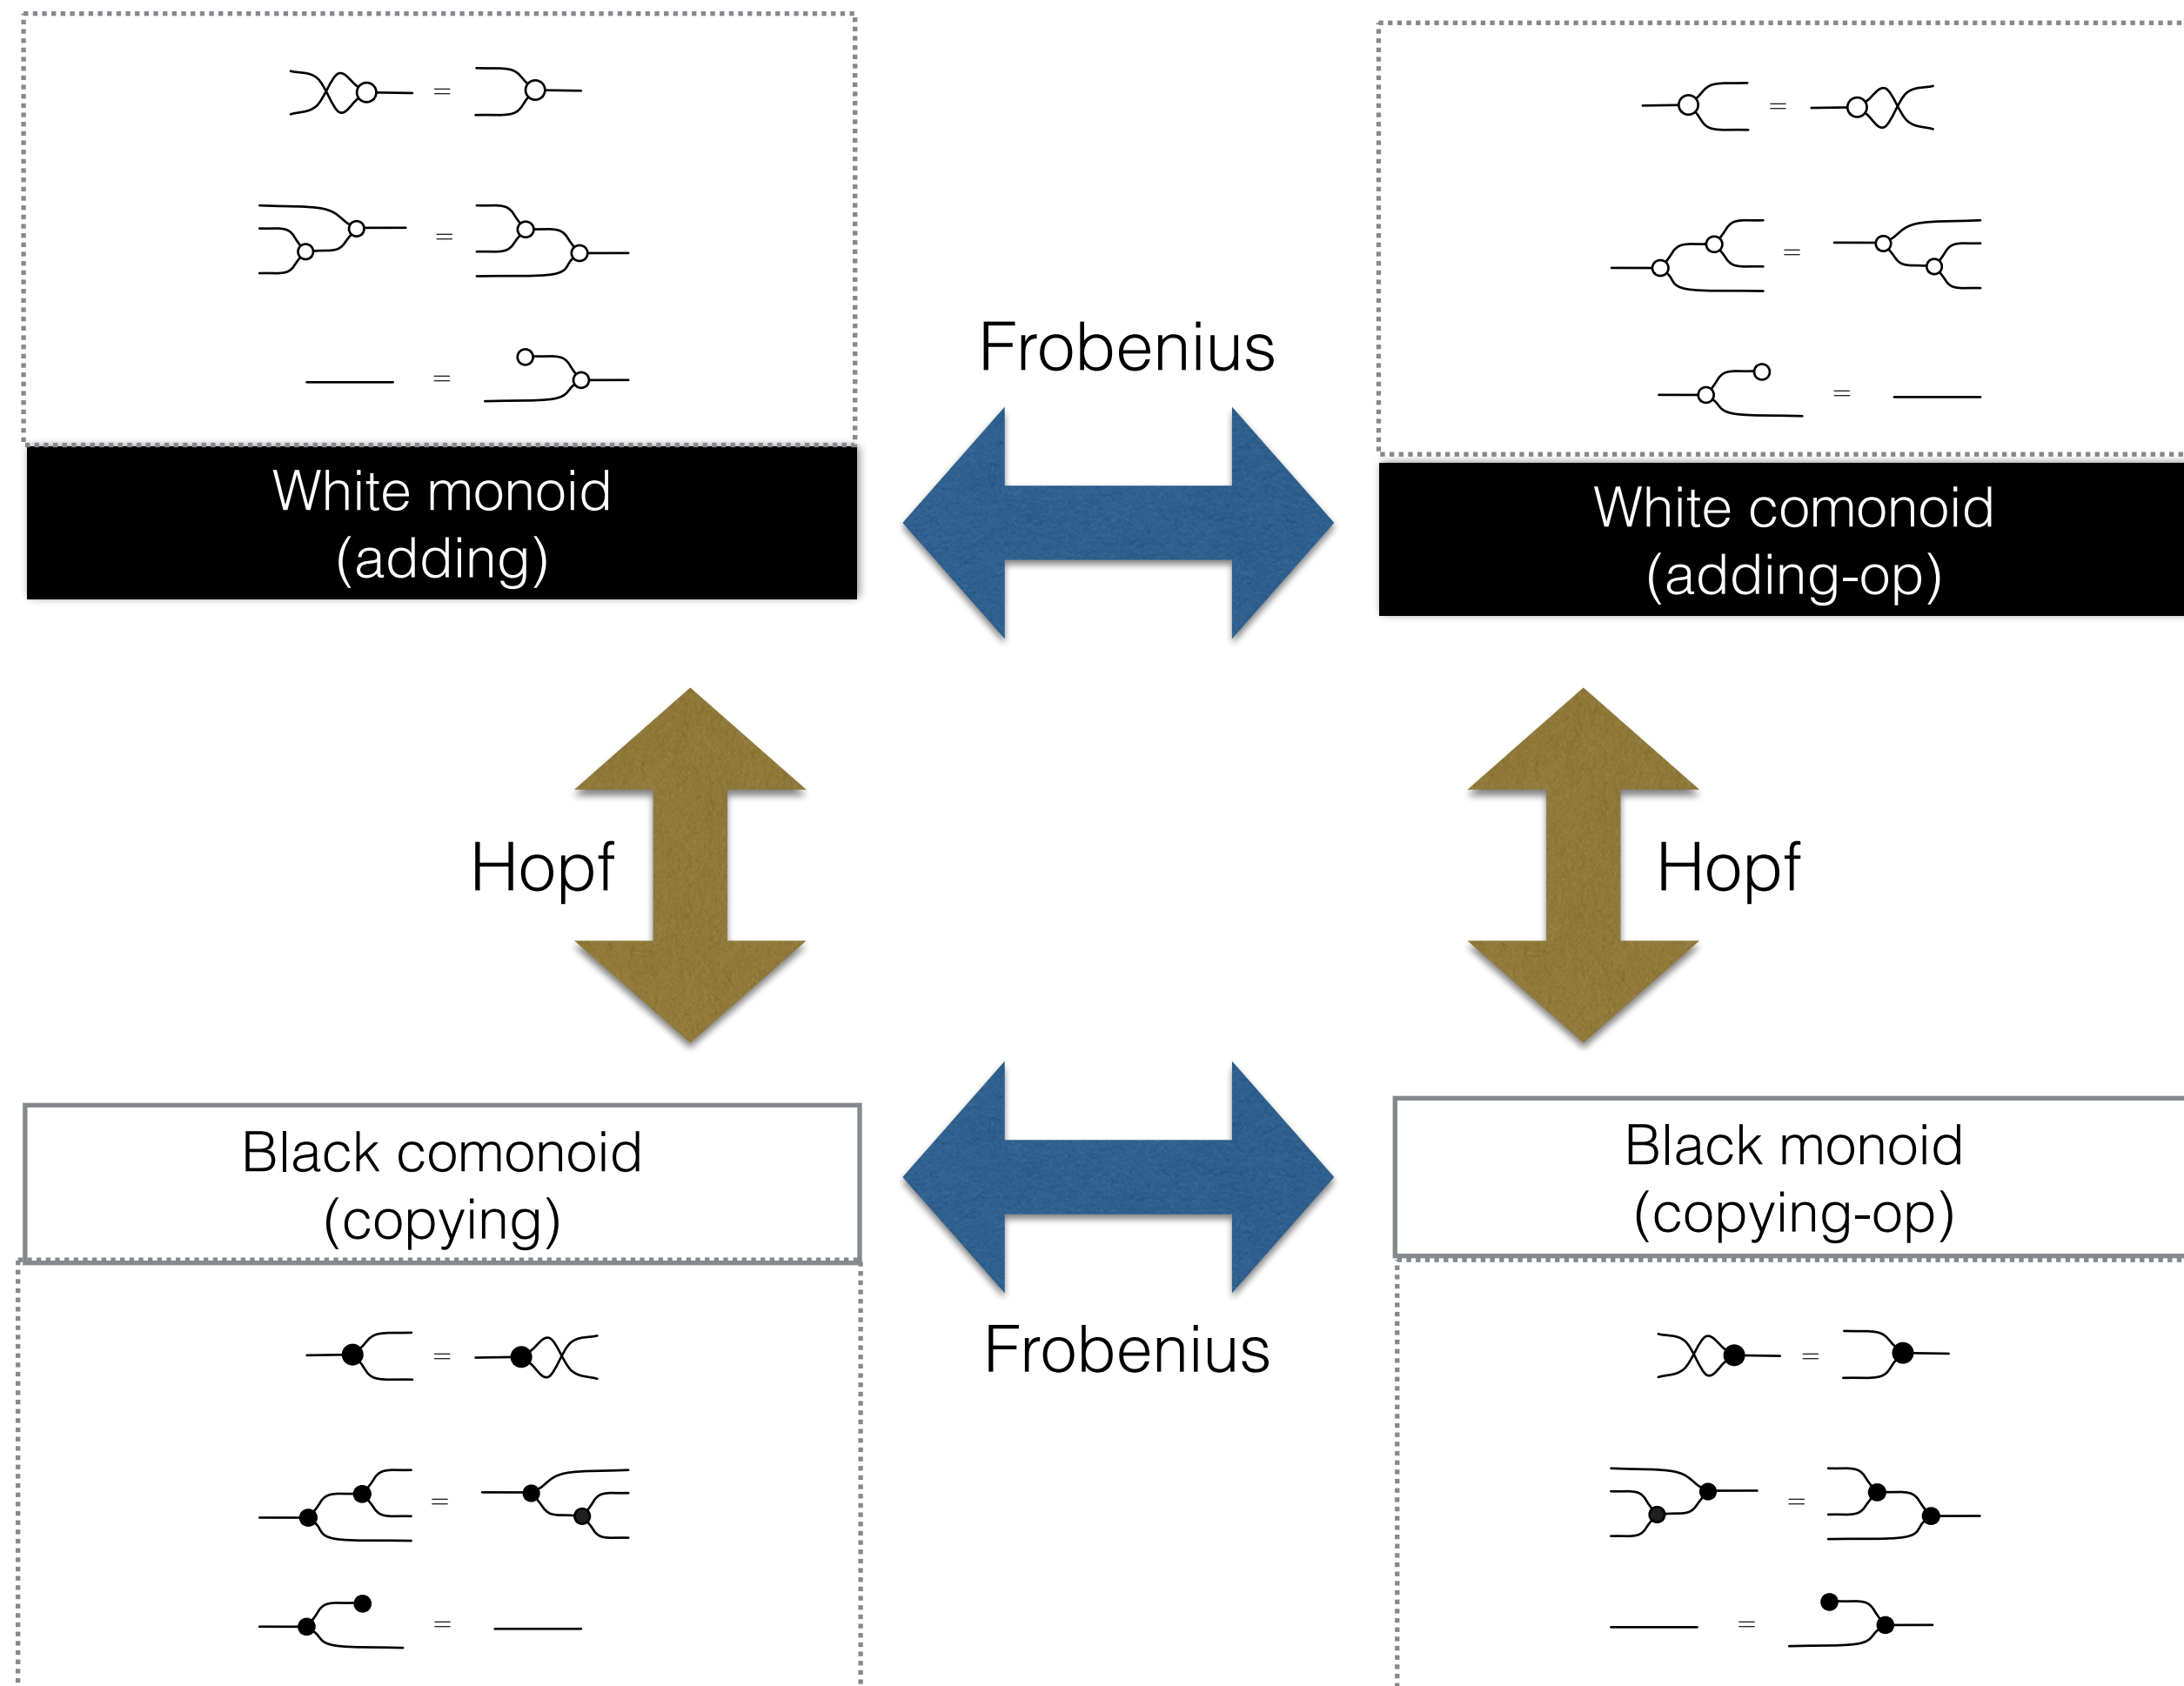 =
=
=
=
=
=
Frobenius
White monoid
(adding)
White comonoid
(adding-op)
Hopf
Hopf
Black comonoid
(copying)
Black monoid
(copying-op)
Frobenius
=
=
=
=
=
=